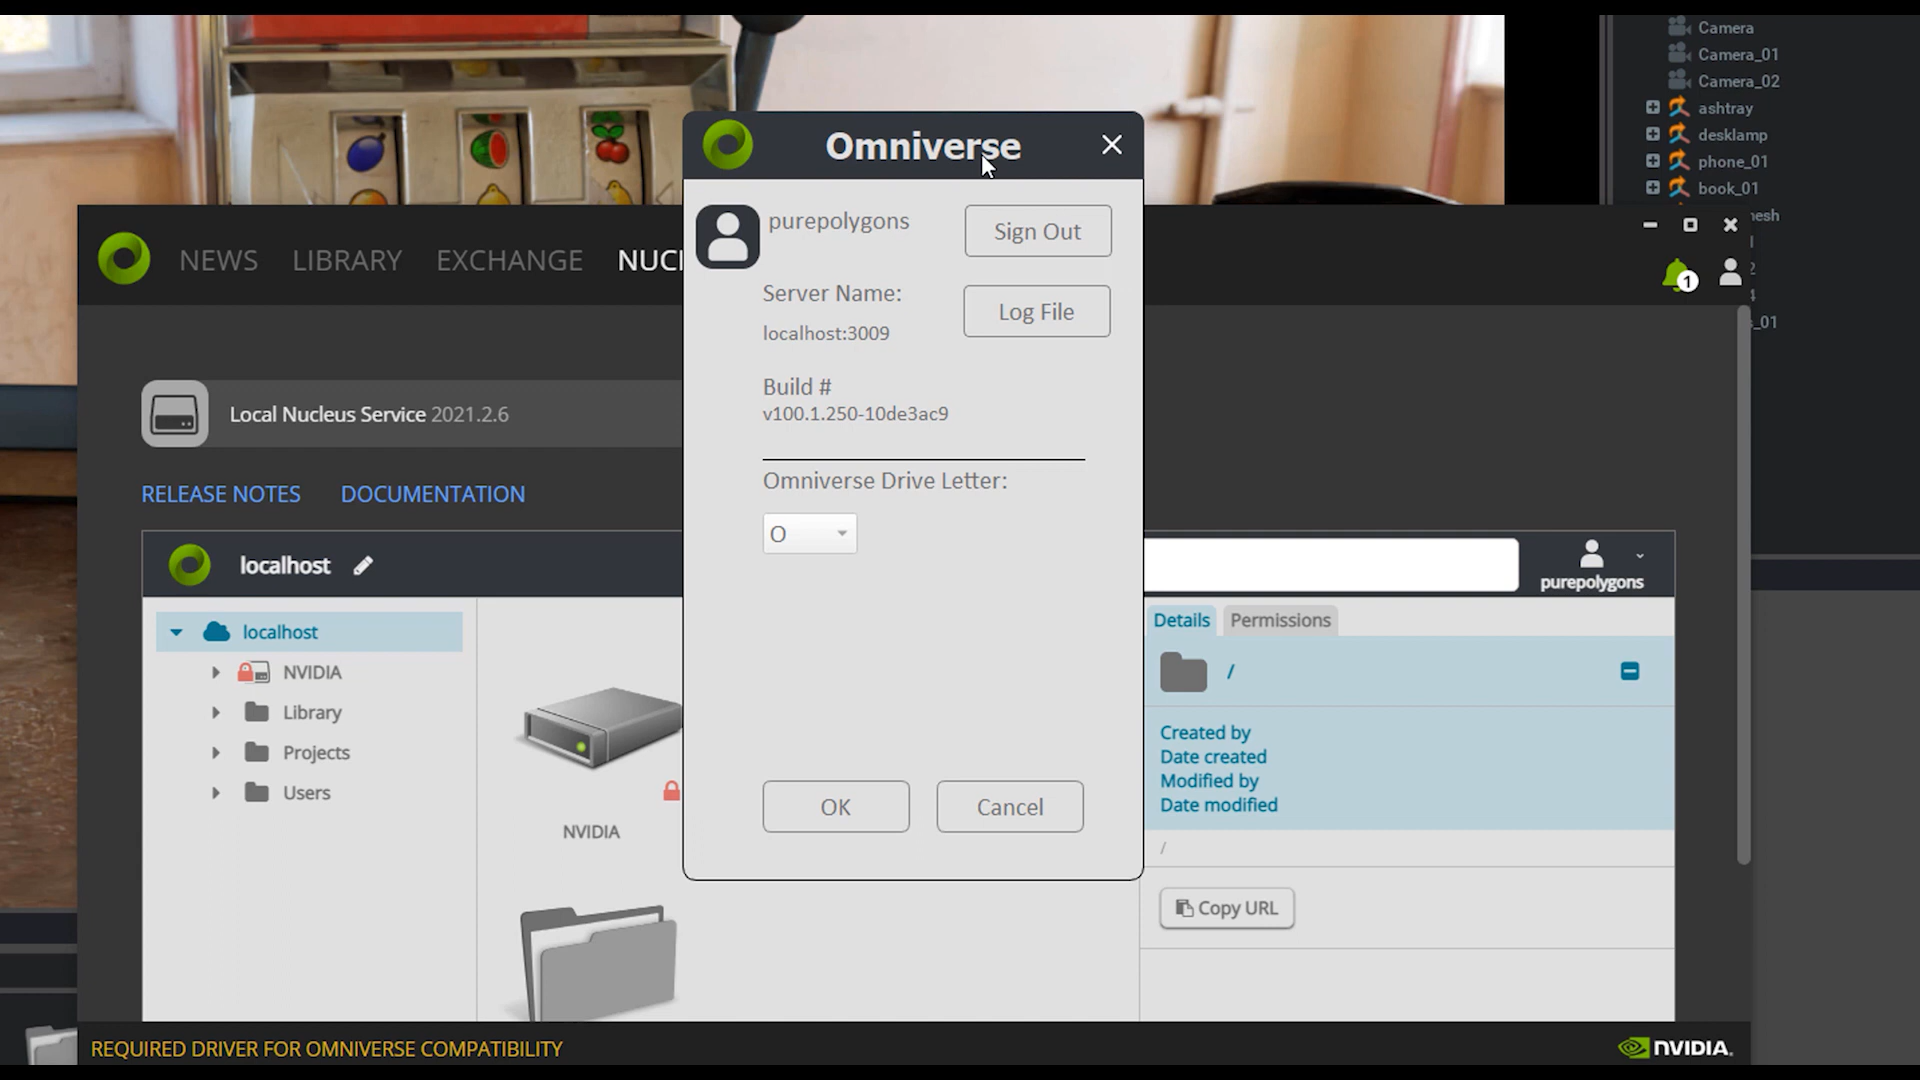 Camera
Camera_01
Camera_02
ashtray
desklamp
phone_01
book_01
Omniverse
purepolygons
Sign Out
Server Name:
localhost:3009
Log File
Build #
v100.1.250-10de3ac9
Omniverse Drive Letter:
O
OK
Cancel
NEWS
LIBRARY
EXCHANGE
NUCL
1
Local Nucleus Service 2021.2.6
RELEASE NOTES
DOCUMENTATION
localhost
purepolygons
localhost
NVIDIA
Library
Projects
Users
NVIDIA
Details
Permissions
/
Created by
Date created
Modified by
Date modified
/
Copy URL
REQUIRED DRIVER FOR OMNIVERSE COMPATIBILITY
NVIDIA.